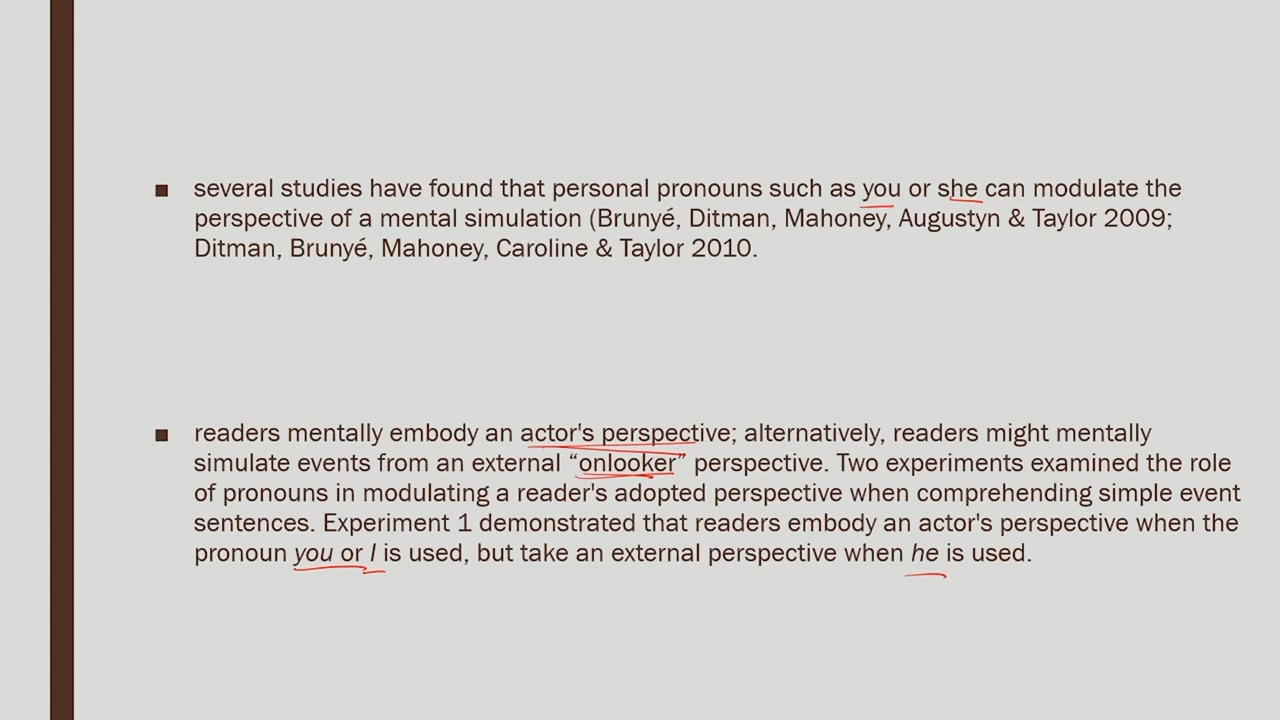 ■ several studies have found that personal pronouns such as you or she can modulate the
perspective of a mental simulation (Brunyé, Ditman, Mahoney, Augustyn & Taylor 2009;
Ditman, Brunyé, Mahoney, Caroline & Taylor 2010.
■ readers mentally embody an actor's perspective; alternatively, readers might mentally
simulate events from an external “onlooker” perspective. Two experiments examined the role
of pronouns in modulating a reader's adopted perspective when comprehending simple event
sentences. Experiment 1 demonstrated that readers embody an actor's perspective when the
pronoun you or I is used, but take an external perspective when he is used.